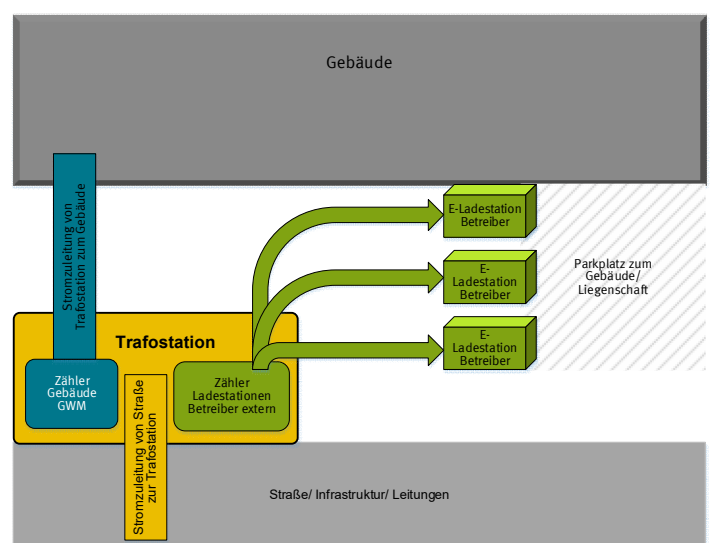 Gebäude
Stromzuleitung von
Trafostation zum Gebäude
E-Ladestation
Betreiber
E-
Ladestation
Betreiber
E-
Ladestation
Betreiber
Parkplatz zum
Gebäude/
Liegenschaft
Trafostation
Zähler
Gebäude
GWM
Zähler
Ladestationen
Betreiber extern
Stromzuleitung von Straße
zur Trafostation
Straße/ Infrastruktur/ Leitungen